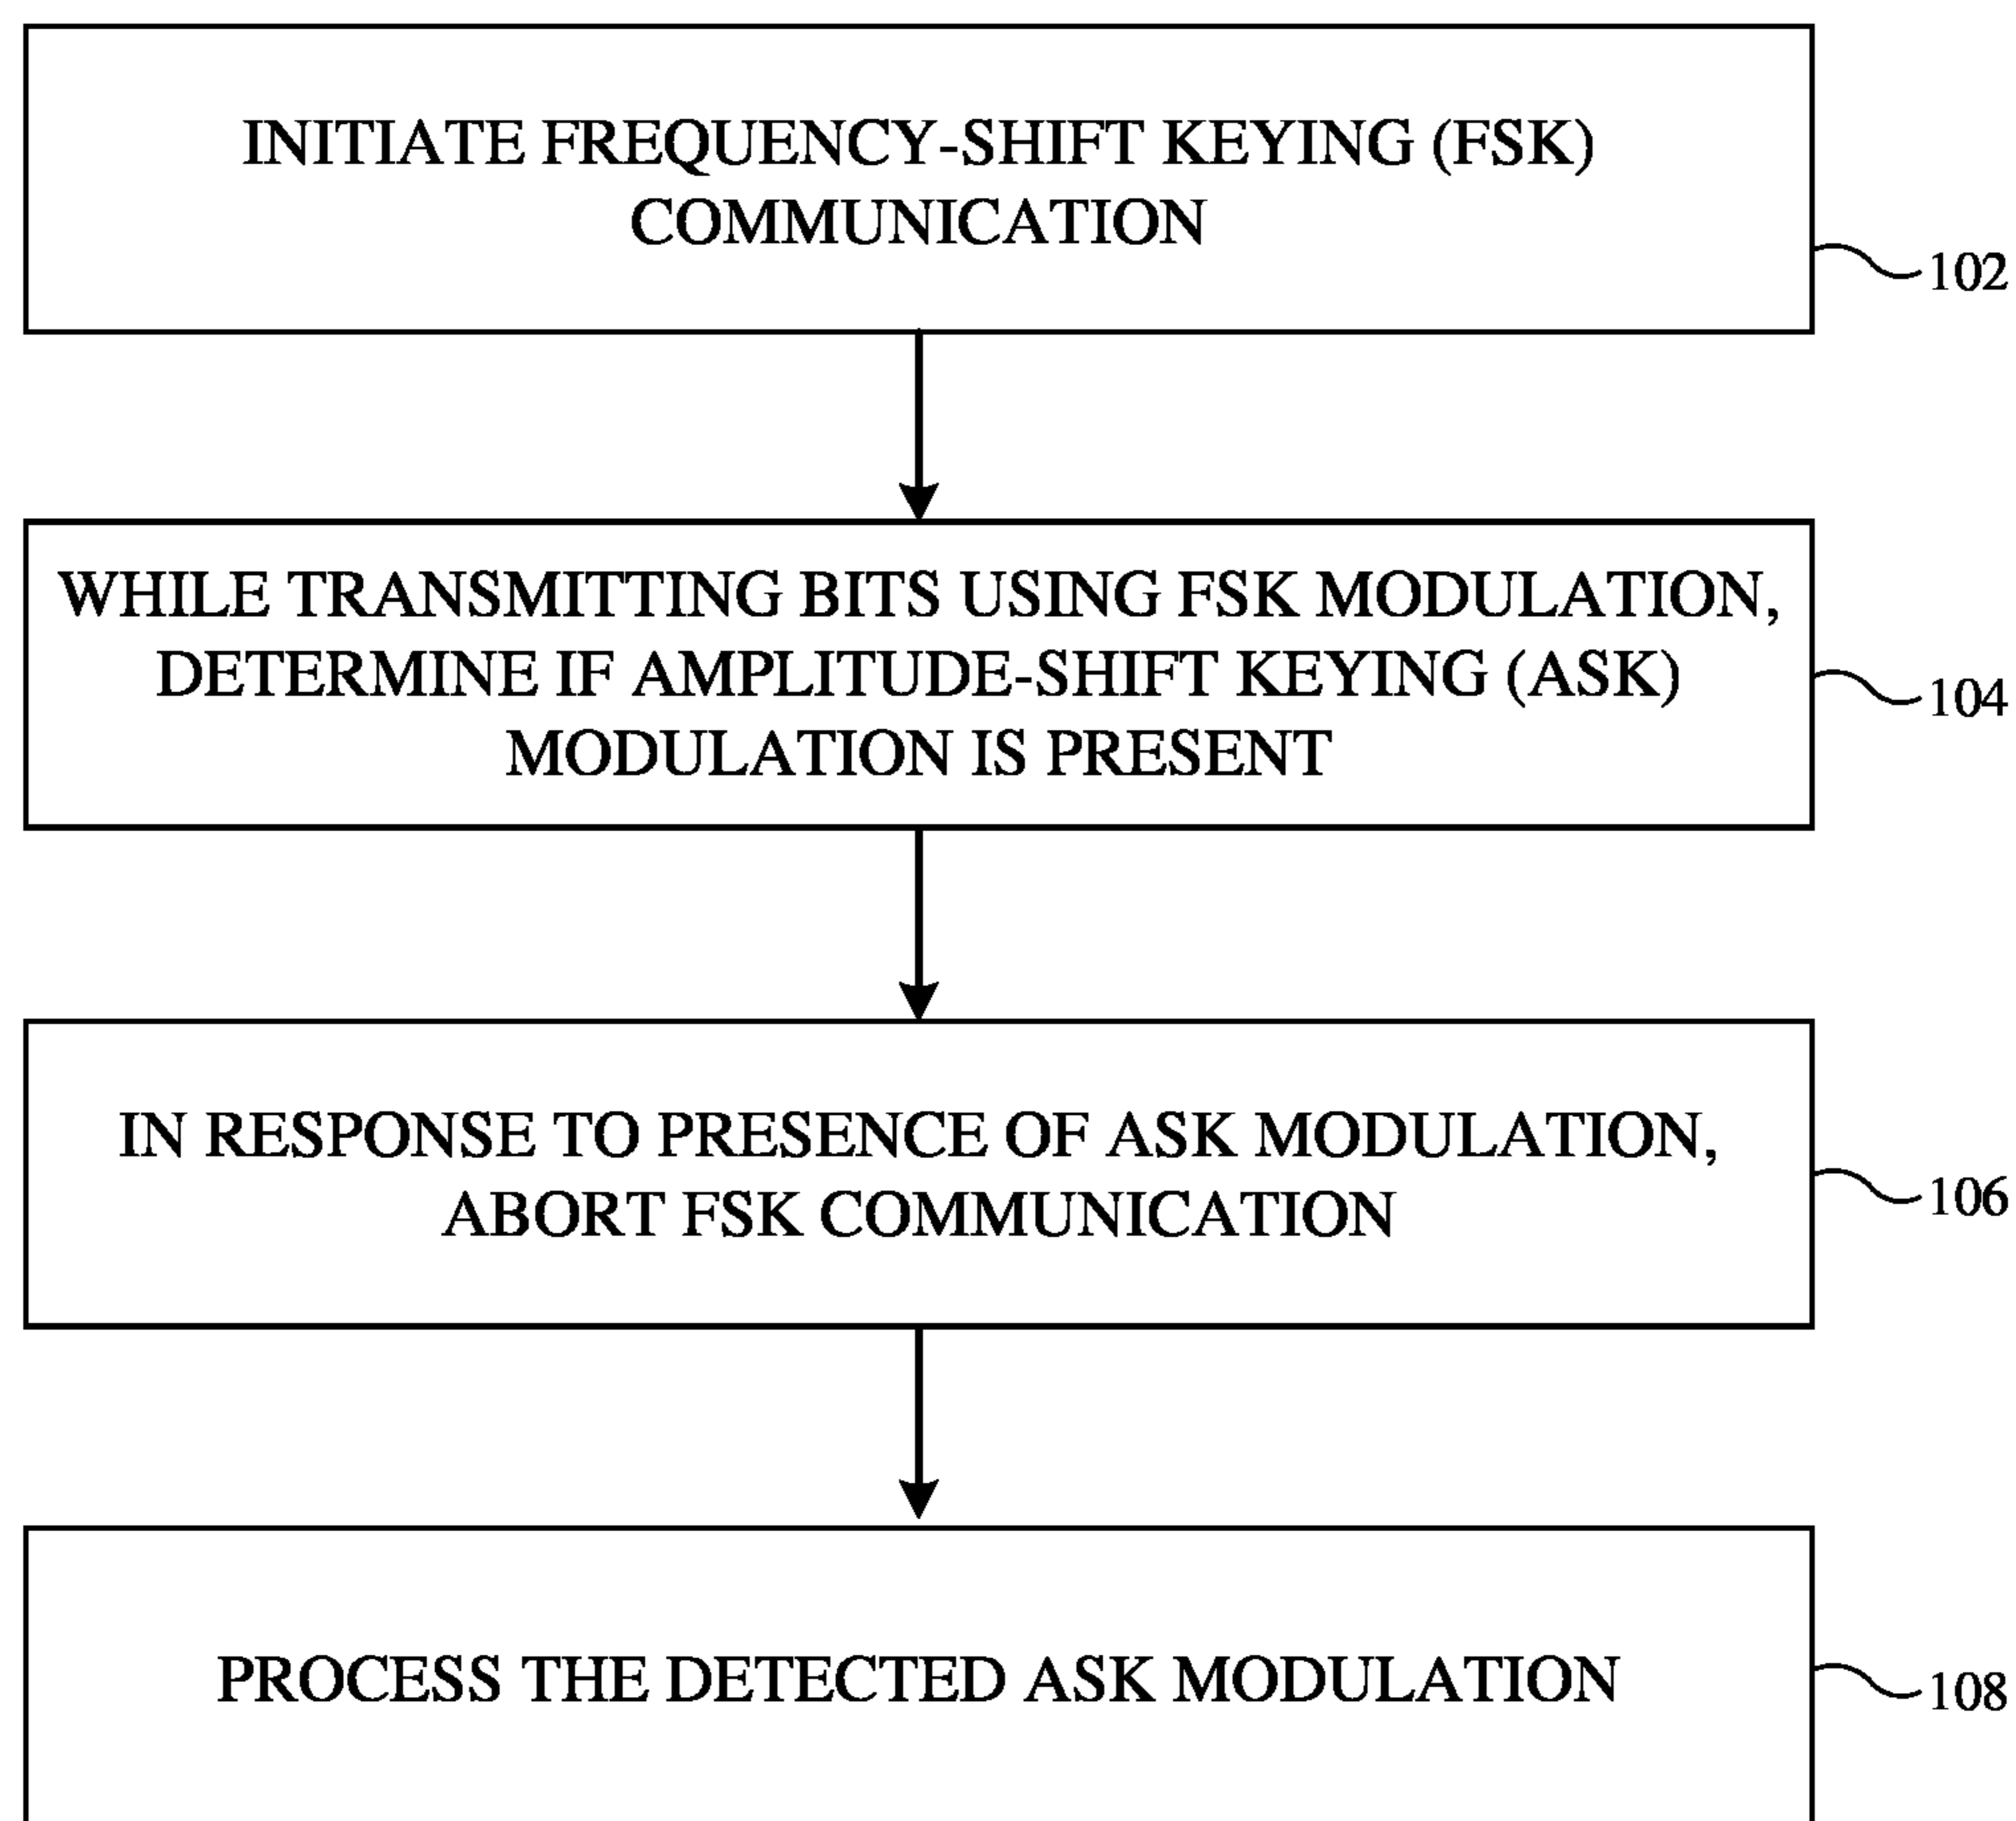 INITIATE FREQUENCY-SHIFT KEYING (FSK)
COMMUNICATION
102
WHILE TRANSMITTING BITS USING FSK MODULATION,
DETERMINE IF AMPLITUDE-SHIFT KEYING (ASK)
MODULATION IS PRESENT
104
IN RESPONSE TO PRESENCE OF ASK MODULATION,
ABORT FSK COMMUNICATION
106
PROCESS THE DETECTED ASK MODULATION
108